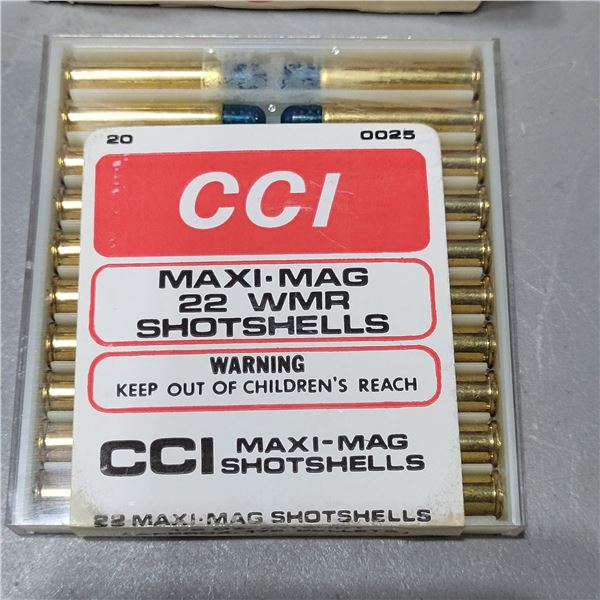 20 0025
CCI
MAXI·MAG
22 WMR
SHOTSHELLS
WARNING
KEEP OUT OF CHILDREN'S REACH
CCI MAXI-MAG
SHOTSHELLS
22 MAXI·MAG SHOTSHELLS